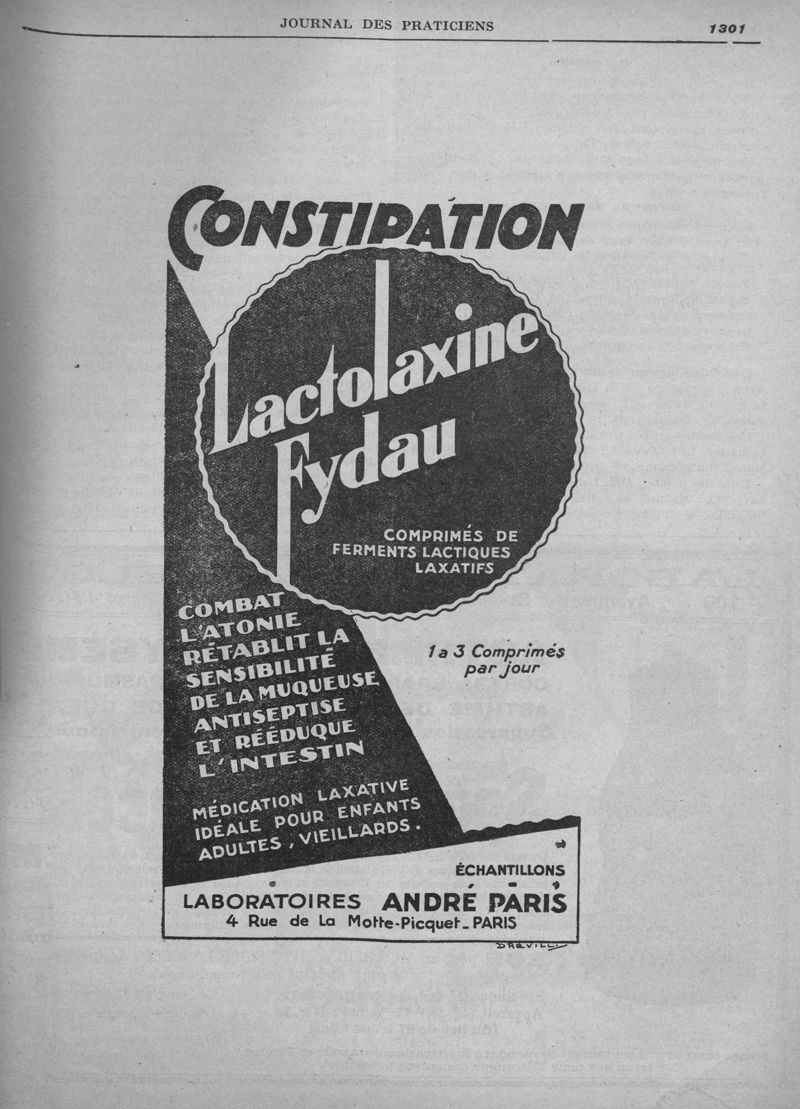 JOURNAL DES PRATICIENS
1301
CONSTIPATION
Lactolaxine
Fydau
COMPRIMÉS DE
FERMENTS LACTIQUES
LAXATIFS
COMBAT
L'ATONIE
RÉTABLIT LA
SENSIBILITÉ
DE LA MUQUEUSE
ANTISEPTISE
ET RÉÉDUQUE
L'INTESTIN
1 a 3 Comprimés
par jour
MÉDICATION LAXATIVE
IDÉALE POUR ENFANTS
ADULTES, VIEILLARDS.
ÉCHANTILLONS
LABORATOIRES ANDRÉ PARIS
4 Rue de La Motte-Picquet_PARIS